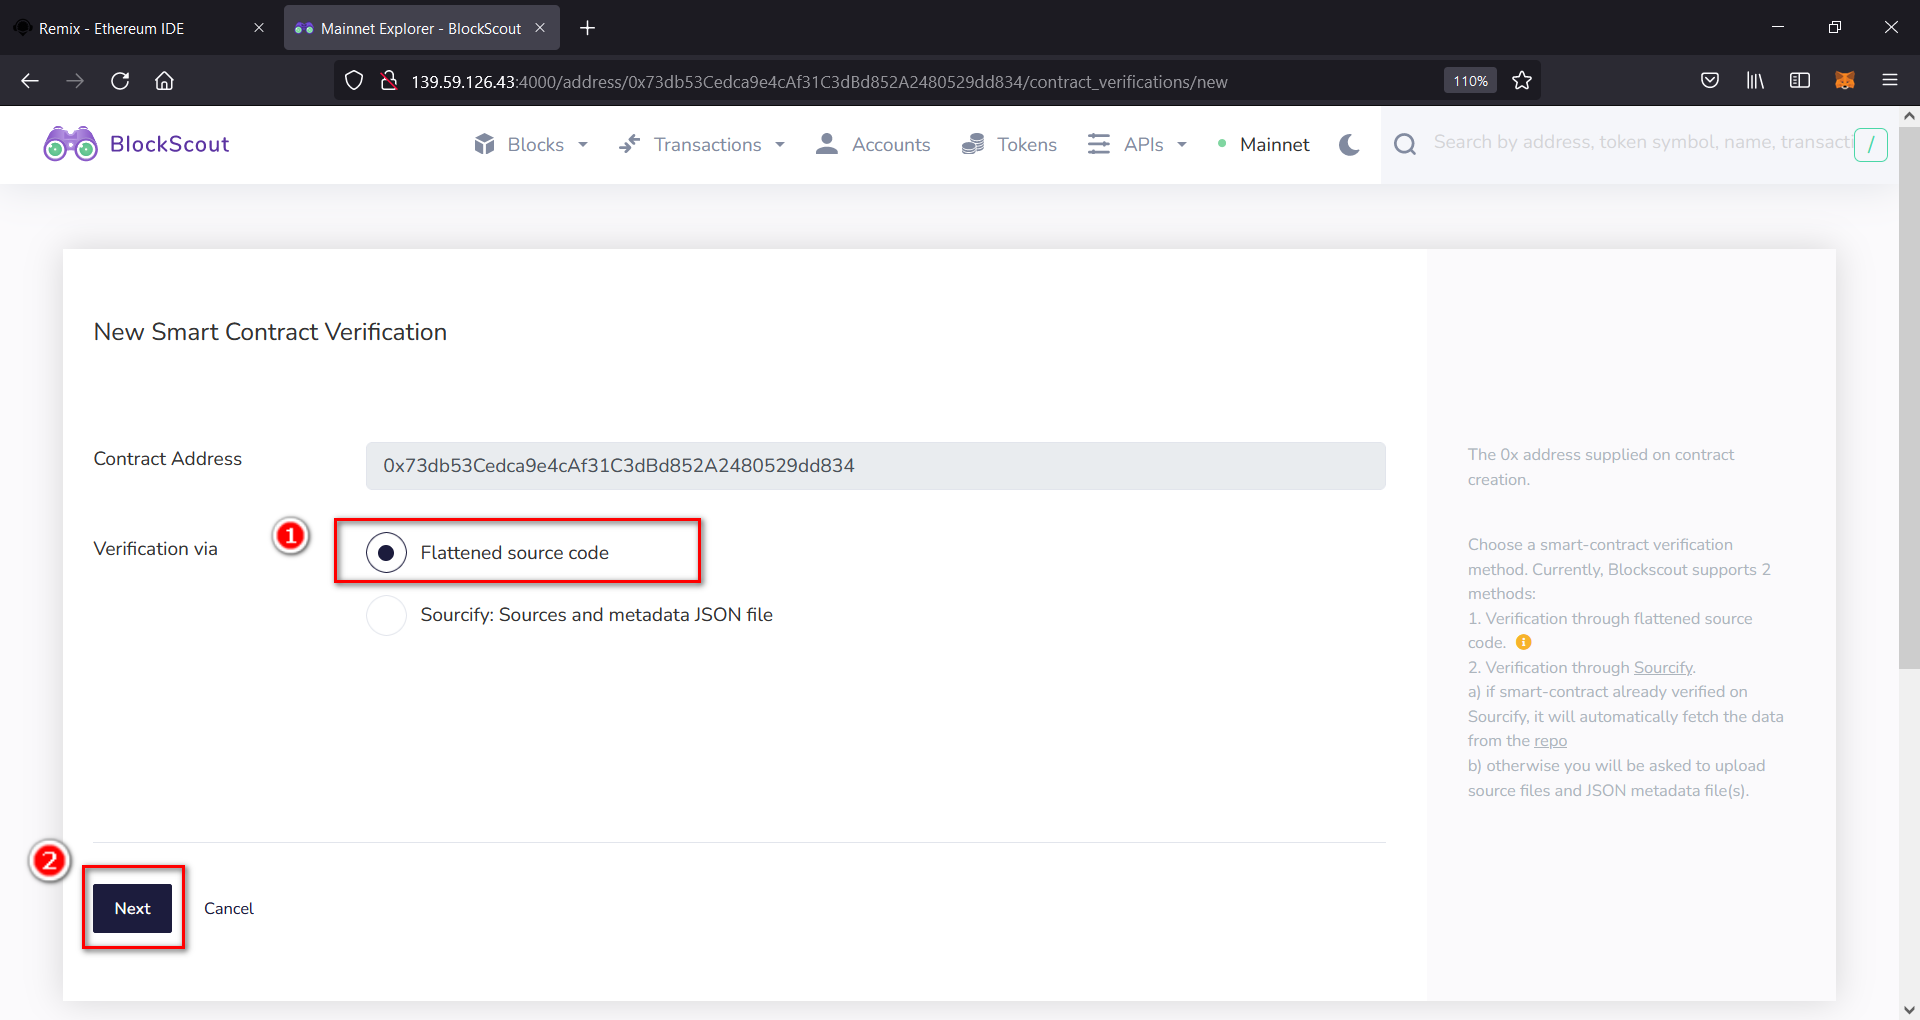 Remix - Ethereum IDE
Mainnet Explorer - BlockScout
139.59.126.43:4000/address/0x73db53Cedca9e4cAf31C3dBd852A2480529dd834/contract_verifications/new
110%
BlockScout
Blocks
Transactions
Accounts
Tokens
APIs
Mainnet
Search by address, token symbol, name, transacti
/
New Smart Contract Verification
Contract Address
0x73db53Cedca9e4cAf31C3dBd852A2480529dd834
The 0x address supplied on contract
creation.
Verification via
1
Flattened source code
Sourcify: Sources and metadata JSON file
Choose a smart-contract verification
method. Currently, Blockscout supports 2
methods:
1. Verification through flattened source
code.
2. Verification through Sourcify.
a) if smart-contract already verified on
Sourcify, it will automatically fetch the data
from the repo
b) otherwise you will be asked to upload
source files and JSON metadata file(s).
2
Next
Cancel